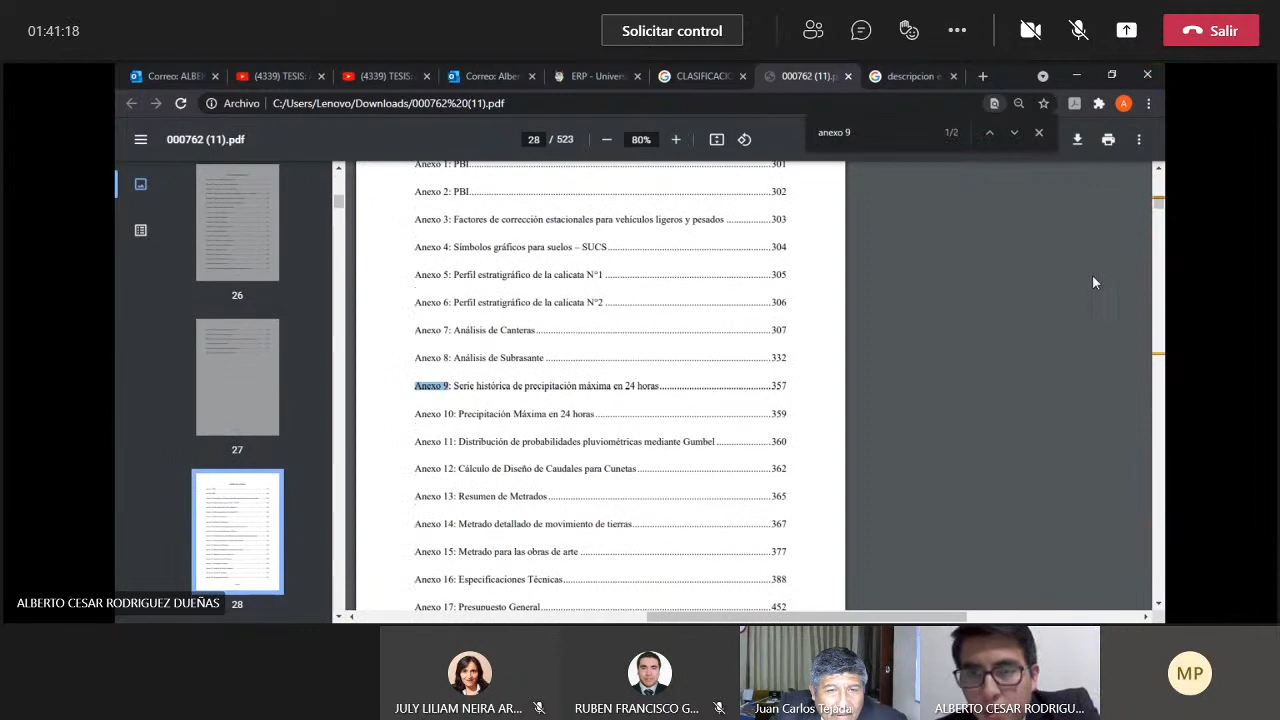 01:41:18
Solicitar control
Salir
Correo: ALBE
(4339) TESIS:
(4339) TESIS:
Correo: Alber
ERP - Univers
CLASIFICACIO
000762 (11).p
descripcion e
Archivo C:/Users/Lenovo/Downloads/000762%20(11).pdf
000762 (11).pdf
28 / 523
80%
anexo 9
1/2
Anexo 1: PBI 301
Anexo 2: PBI 302
Anexo 3: Factores de corrección estacionales para vehículos ligeros y pesados 303
Anexo 4: Símbolos gráficos para suelos – SUCS 304
Anexo 5: Perfil estratigráfico de la calicata N°1 305
Anexo 6: Perfil estratigráfico de la calicata N°2 306
Anexo 7: Análisis de Canteras 307
Anexo 8: Análisis de Subrasante 332
Anexo 9: Serie histórica de precipitación máxima en 24 horas 357
Anexo 10: Precipitación Máxima en 24 horas 359
Anexo 11: Distribución de probabilidades pluviométricas mediante Gumbel 360
Anexo 12: Cálculo de Diseño de Caudales para Cunetas 362
Anexo 13: Resumen de Metrados 365
Anexo 14: Metrado detallado de movimiento de tierras 367
Anexo 15: Metrado para las obras de arte 377
Anexo 16: Especificaciones Técnicas 388
Anexo 17: Presupuesto General 452
26
27
28
A
ALBERTO CESAR RODRIGUEZ DUEÑAS
JULY LILIAM NEIRA AR...
RUBEN FRANCISCO G...
Juan Carlos Tejada
ALBERTO CESAR RODRIGU...
MP